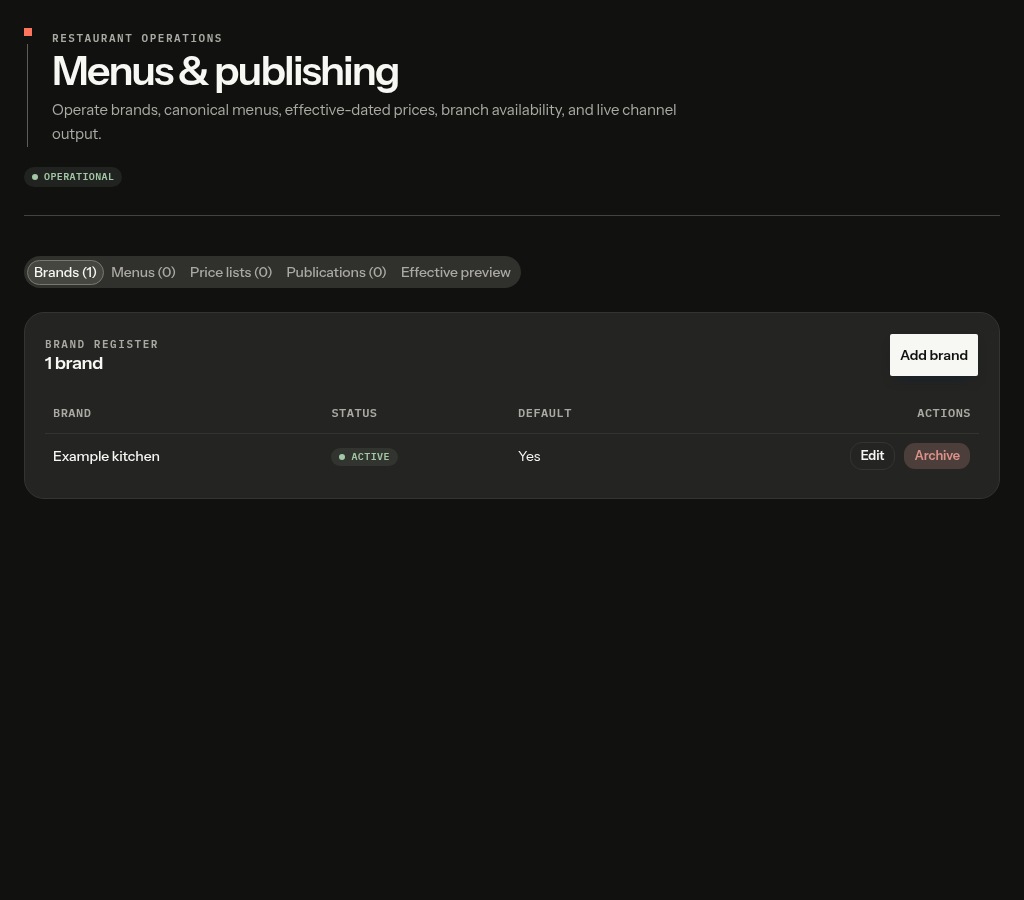 RESTAURANT OPERATIONS
Menus & publishing
Operate brands, canonical menus, effective-dated prices, branch availability, and live channel
output.
OPERATIONAL
Brands (1) Menus (0) Price lists (0) Publications (0) Effective preview
BRAND REGISTER
1 brand
Add brand
BRAND STATUS DEFAULT ACTIONS
Example kitchen ACTIVE Yes Edit Archive